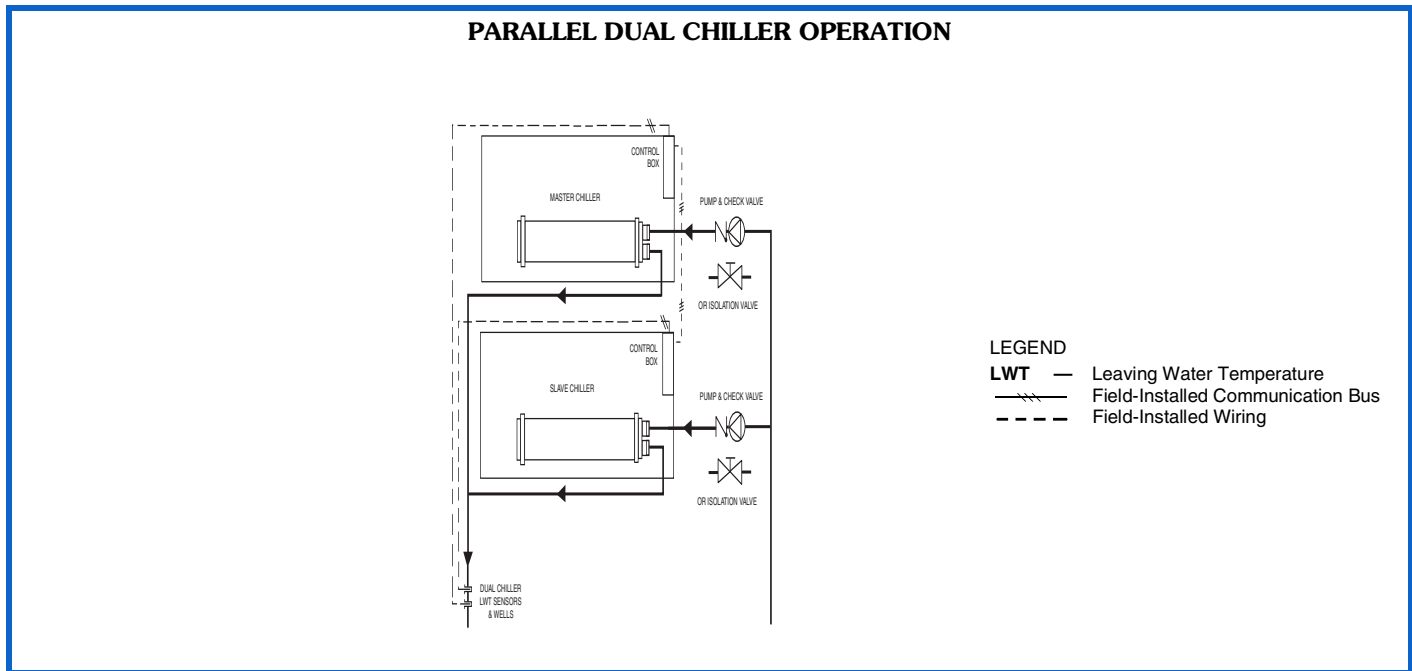 PARALLEL DUAL CHILLER OPERATION
CONTROL
BOX
MASTER CHILLER
PUMP & CHECK VALVE
OR ISOLATION VALVE
CONTROL
BOX
SLAVE CHILLER
PUMP & CHECK VALVE
OR ISOLATION VALVE
DUAL CHILLER
LWT SENSORS
& WELLS
LEGEND
LWT — Leaving Water Temperature
Field-Installed Communication Bus
Field-Installed Wiring